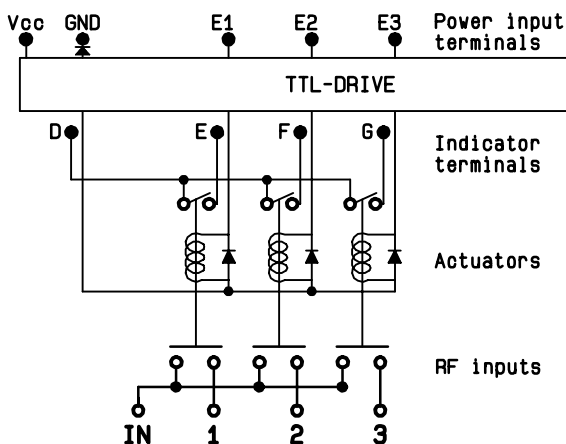 Vcc GND E1 E2 E3 Power input
terminals
TTL-DRIVE
D E F G Indicator
terminals
Actuators
RF inputs
IN 1 2 3